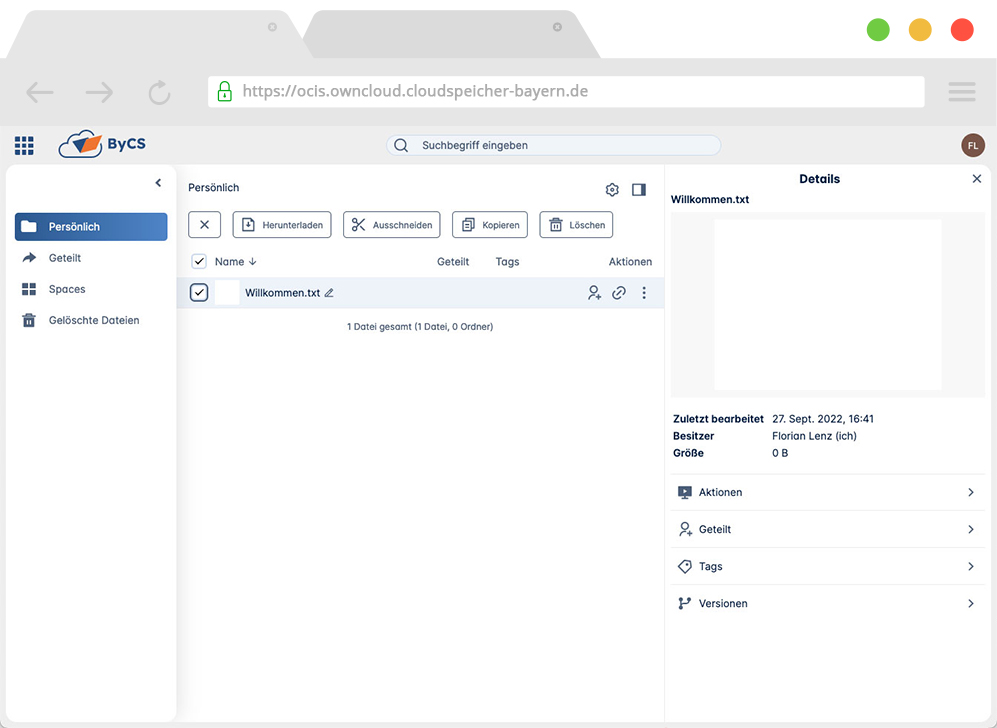 https://ocis.owncloud.cloudspeicher-bayern.de
ByCS
Suchbegriff eingeben
FL
Persönlich
Geteilt
Spaces
Gelöschte Dateien
Persönlich
Herunterladen Ausschneiden Kopieren Löschen
Name Geteilt Tags Aktionen
Willkommen.txt
1 Datei gesamt (1 Datei, 0 Ordner)
Details
Willkommen.txt
Zuletzt bearbeitet 27. Sept. 2022, 16:41
Besitzer Florian Lenz (ich)
Größe 0 B
Aktionen
Geteilt
Tags
Versionen